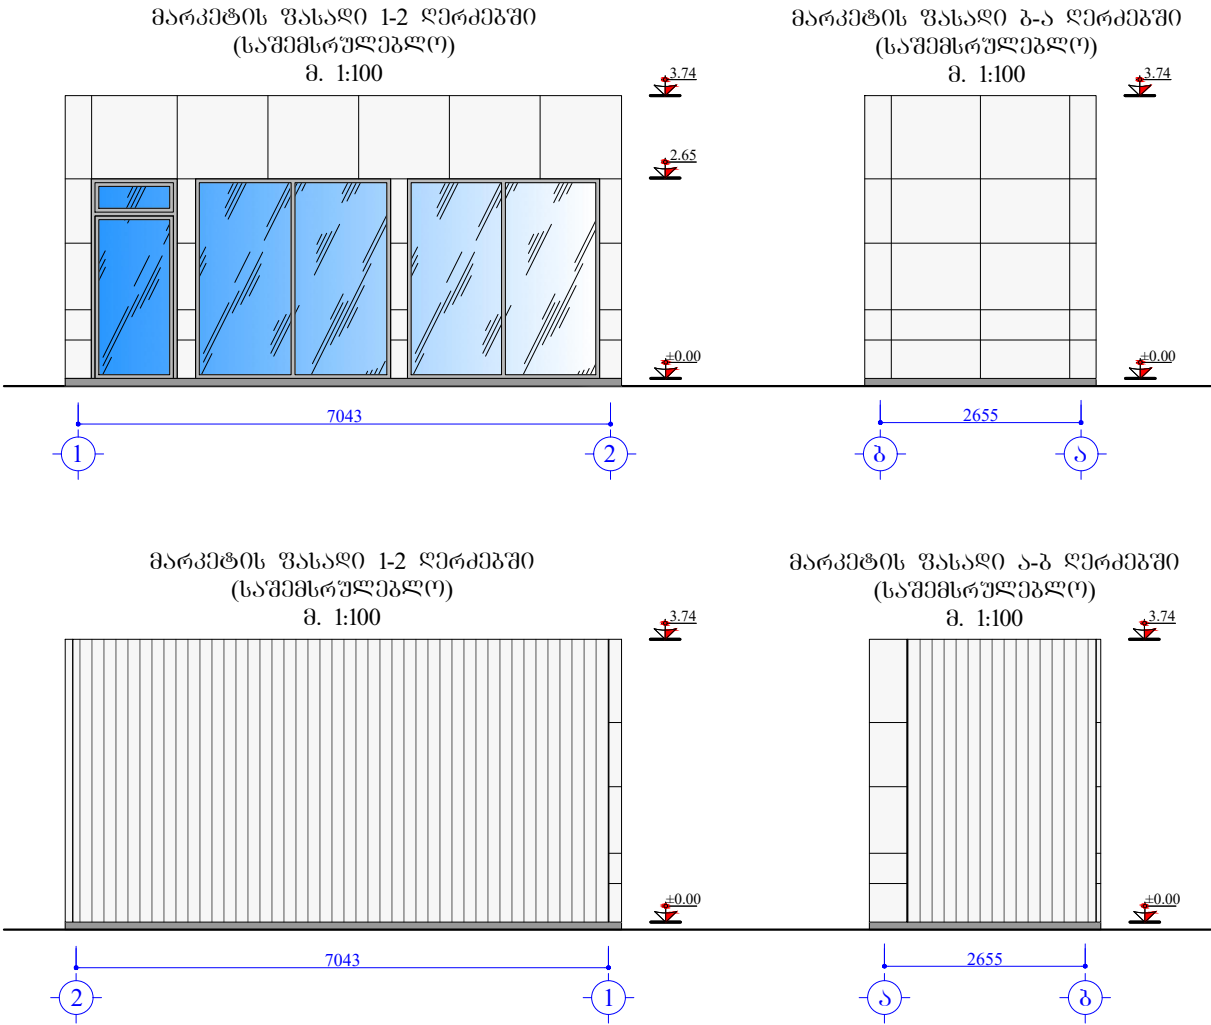 მარკეტის ფასადი 1-2 ღერძებში
(საშემსრულებლო)
მ. 1:100
3.74
2.65
±0.00
7043
1
2
მარკეტის ფასადი ბ-ა ღერძებში
(საშემსრულებლო)
მ. 1:100
3.74
±0.00
2655
ბ
ა
მარკეტის ფასადი 1-2 ღერძებში
(საშემსრულებლო)
მ. 1:100
3.74
±0.00
7043
2
1
მარკეტის ფასადი ა-ბ ღერძებში
(საშემსრულებლო)
მ. 1:100
3.74
±0.00
2655
ა
ბ